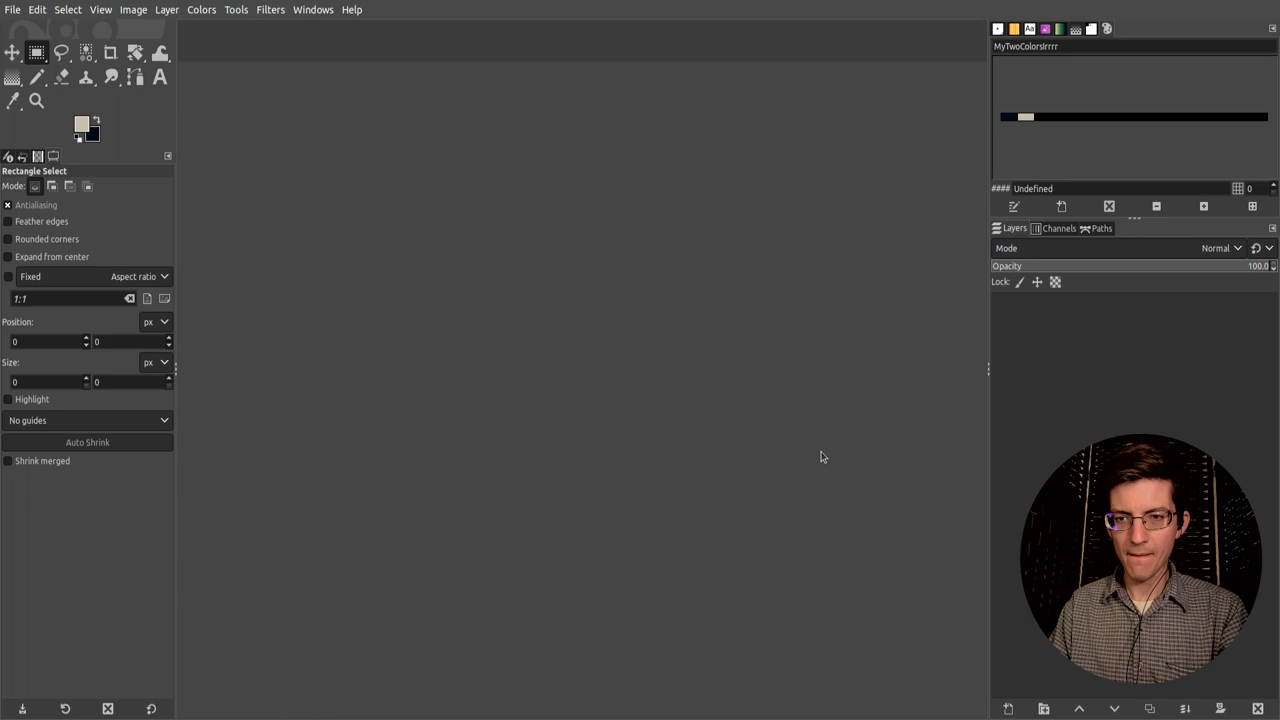 File Edit Select View Image Layer Colors Tools Filters Windows Help
MyTwoColorsIrrrr
Aa
A
Rectangle Select
Mode:
Antialiasing
Feather edges
Rounded corners
Expand from center
Fixed Aspect ratio
1:1
Position: px
0 0
Size: px
0 0
Highlight
No guides
Auto Shrink
Shrink merged
#### Undefined 0
Layers Channels Paths
Mode Normal
Opacity 100.0
Lock: